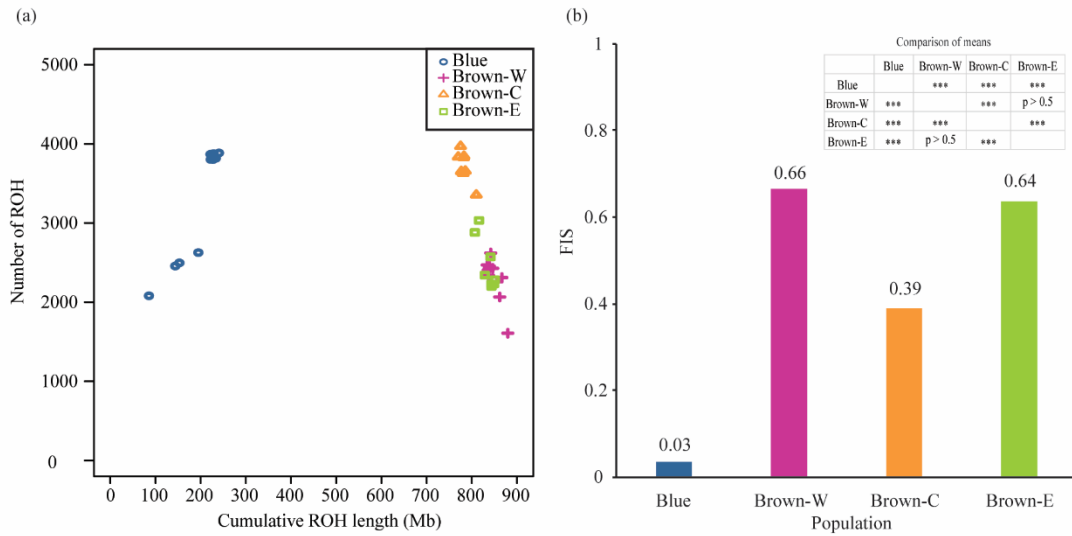 (a)
5000
4000
3000
2000
1000
0
Number of ROH
Blue
Brown-W
Brown-C
Brown-E
0 100 200 300 400 500 600 700 800 900
Cumulative ROH length (Mb)
(b)
1
0.8
0.6
0.4
0.2
0
FIS
Comparison of means
Blue Brown-W Brown-C Brown-E
Blue *** *** ***
Brown-W *** *** p > 0.5
Brown-C *** *** ***
Brown-E *** p > 0.5 ***
0.03
0.66
0.39
0.64
Blue Brown-W Brown-C Brown-E
Population